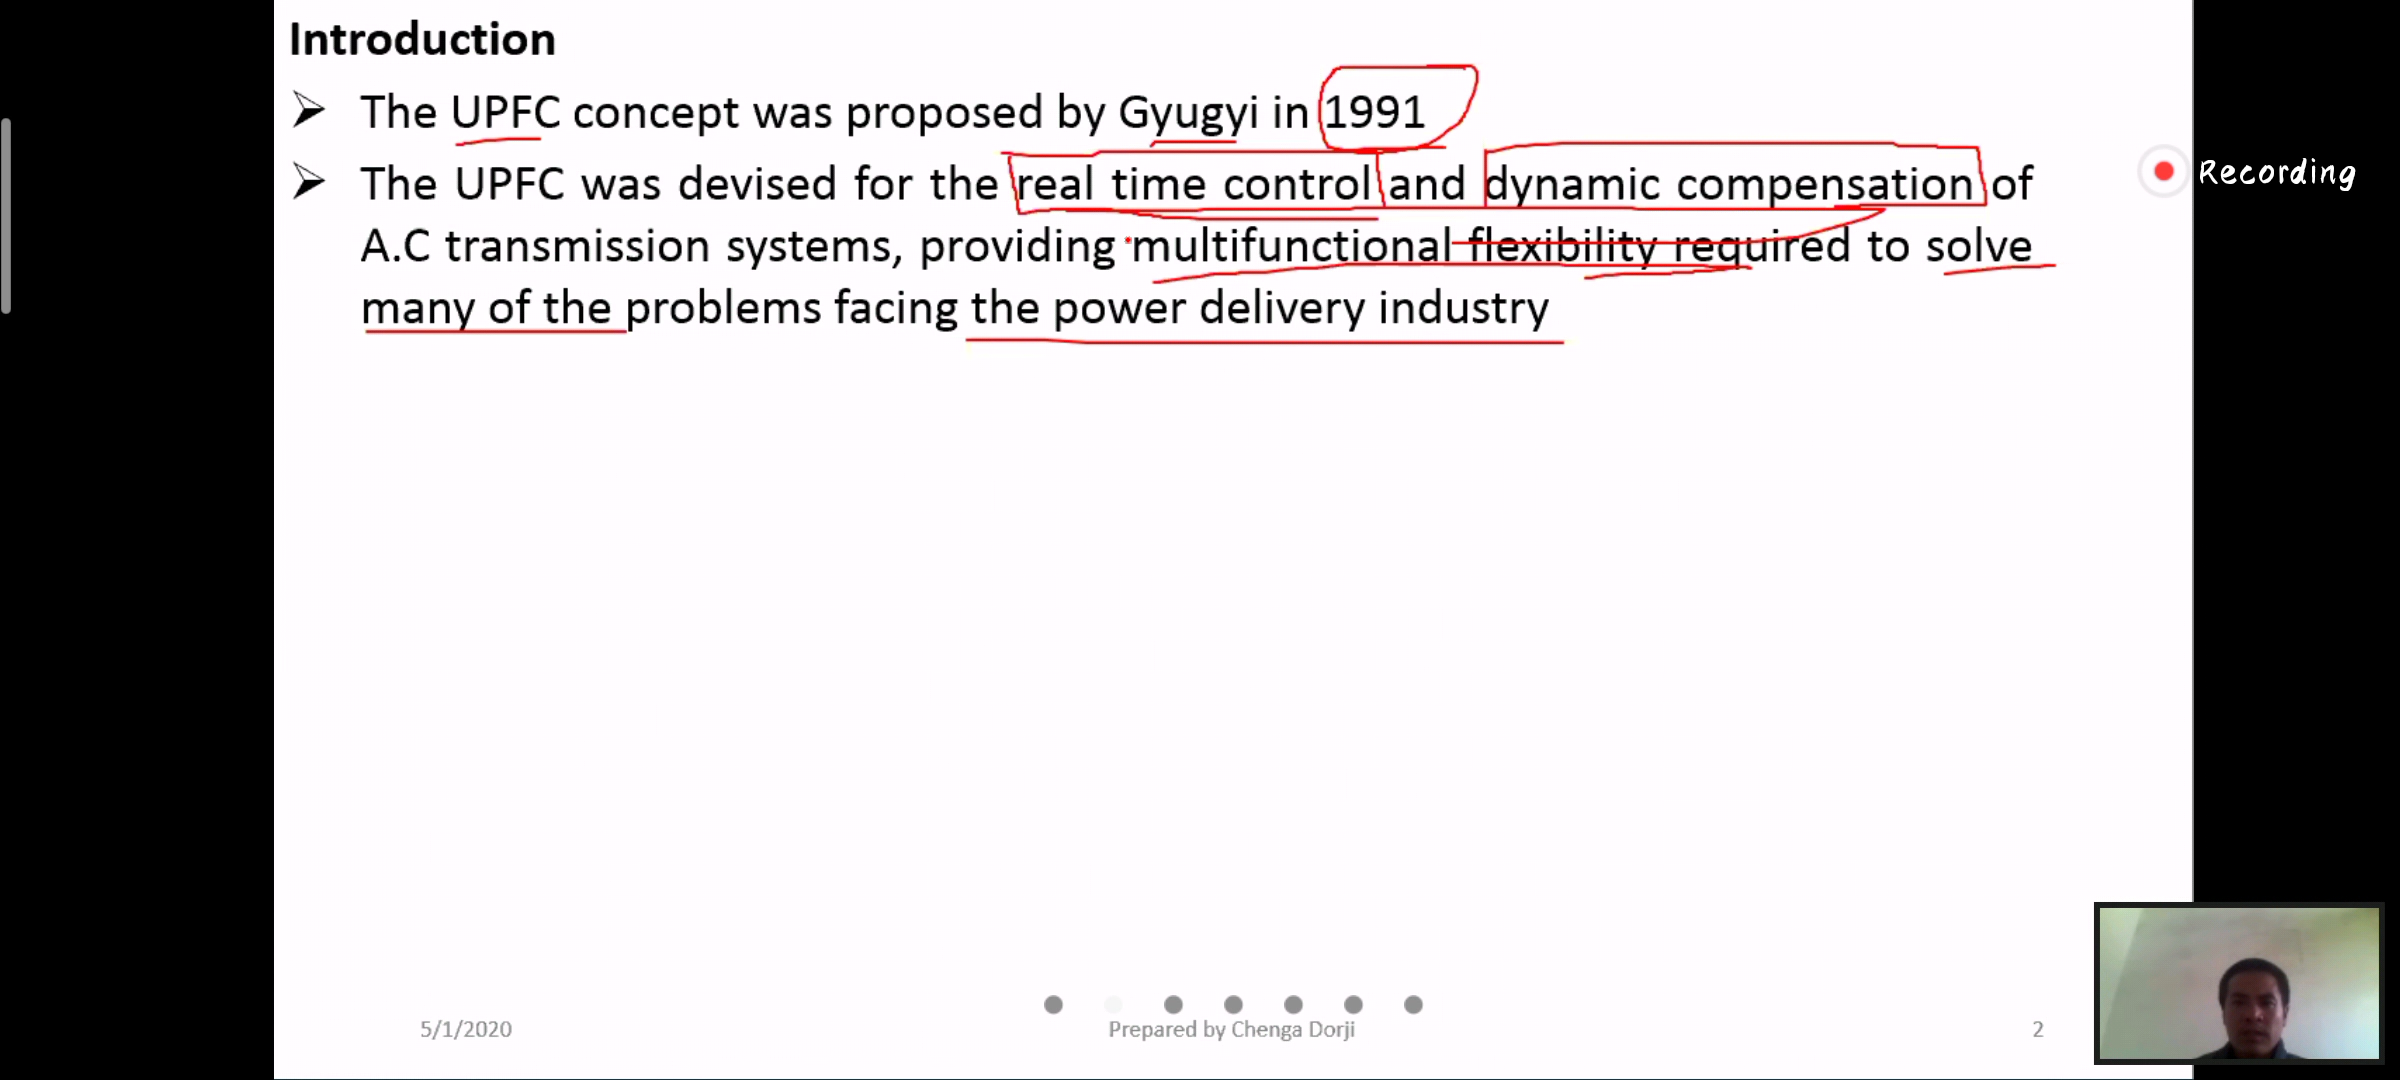 Introduction
➢ The UPFC concept was proposed by Gyugyi in 1991
➢ The UPFC was devised for the real time control and dynamic compensation of
A.C transmission systems, providing multifunctional flexibility required to solve
many of the problems facing the power delivery industry
Recording
5/1/2020
Prepared by Chenga Dorji
2